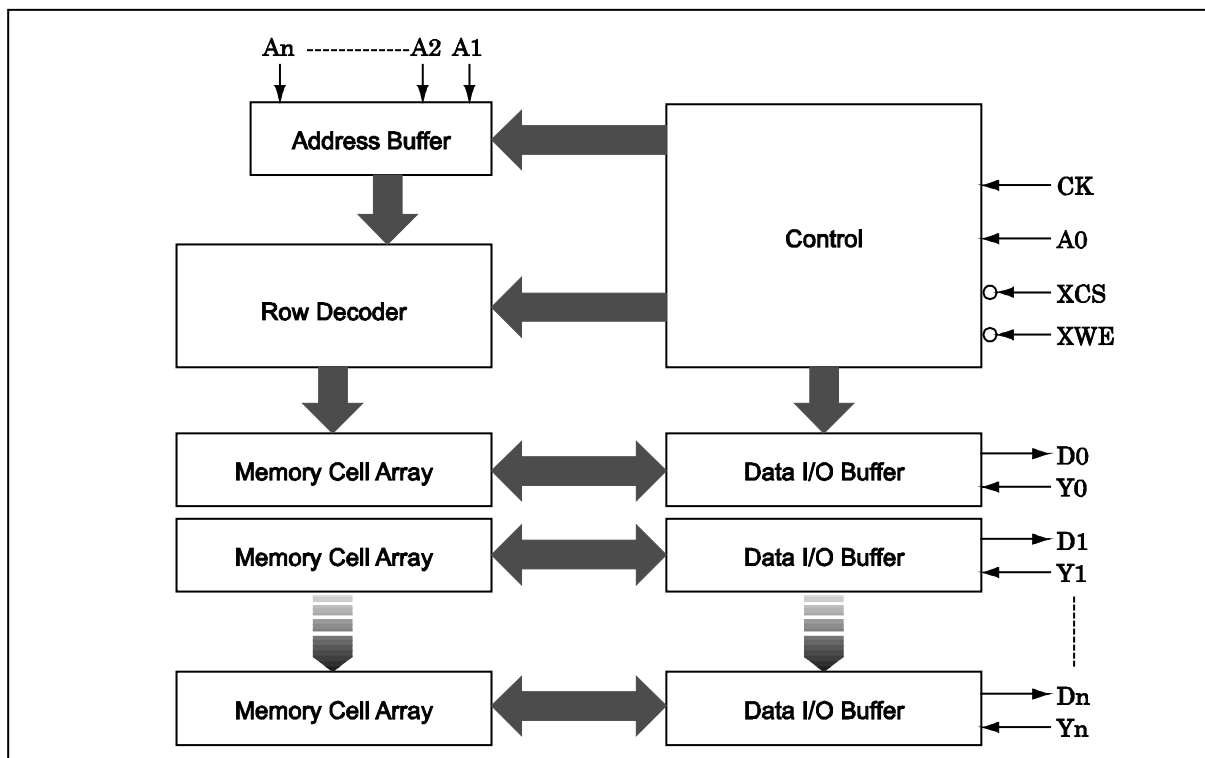 An A2 A1
Address Buffer
Control
CK
A0
XCS
XWE
Row Decoder
Memory Cell Array
Data I/O Buffer
D0
Y0
Memory Cell Array
Data I/O Buffer
D1
Y1
Memory Cell Array
Data I/O Buffer
Dn
Yn